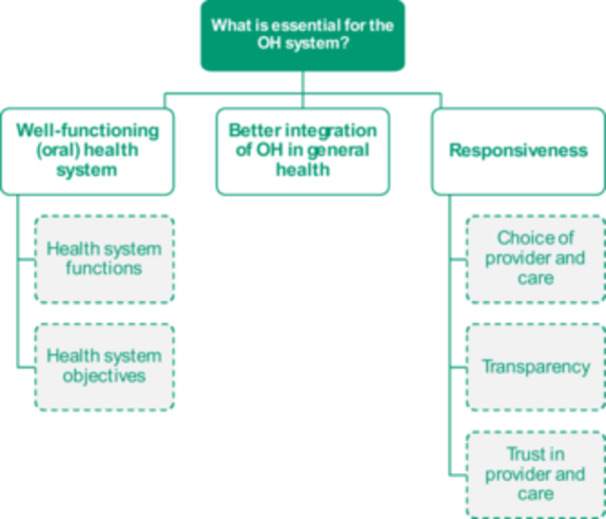 What is essential for the
OH system?
Well-functioning
(oral) health
system
Better integration
of OH in general
health
Responsiveness
Health system
functions
Health system
objectives
Choice of
provider and
care
Transparency
Trust in
provider and
care